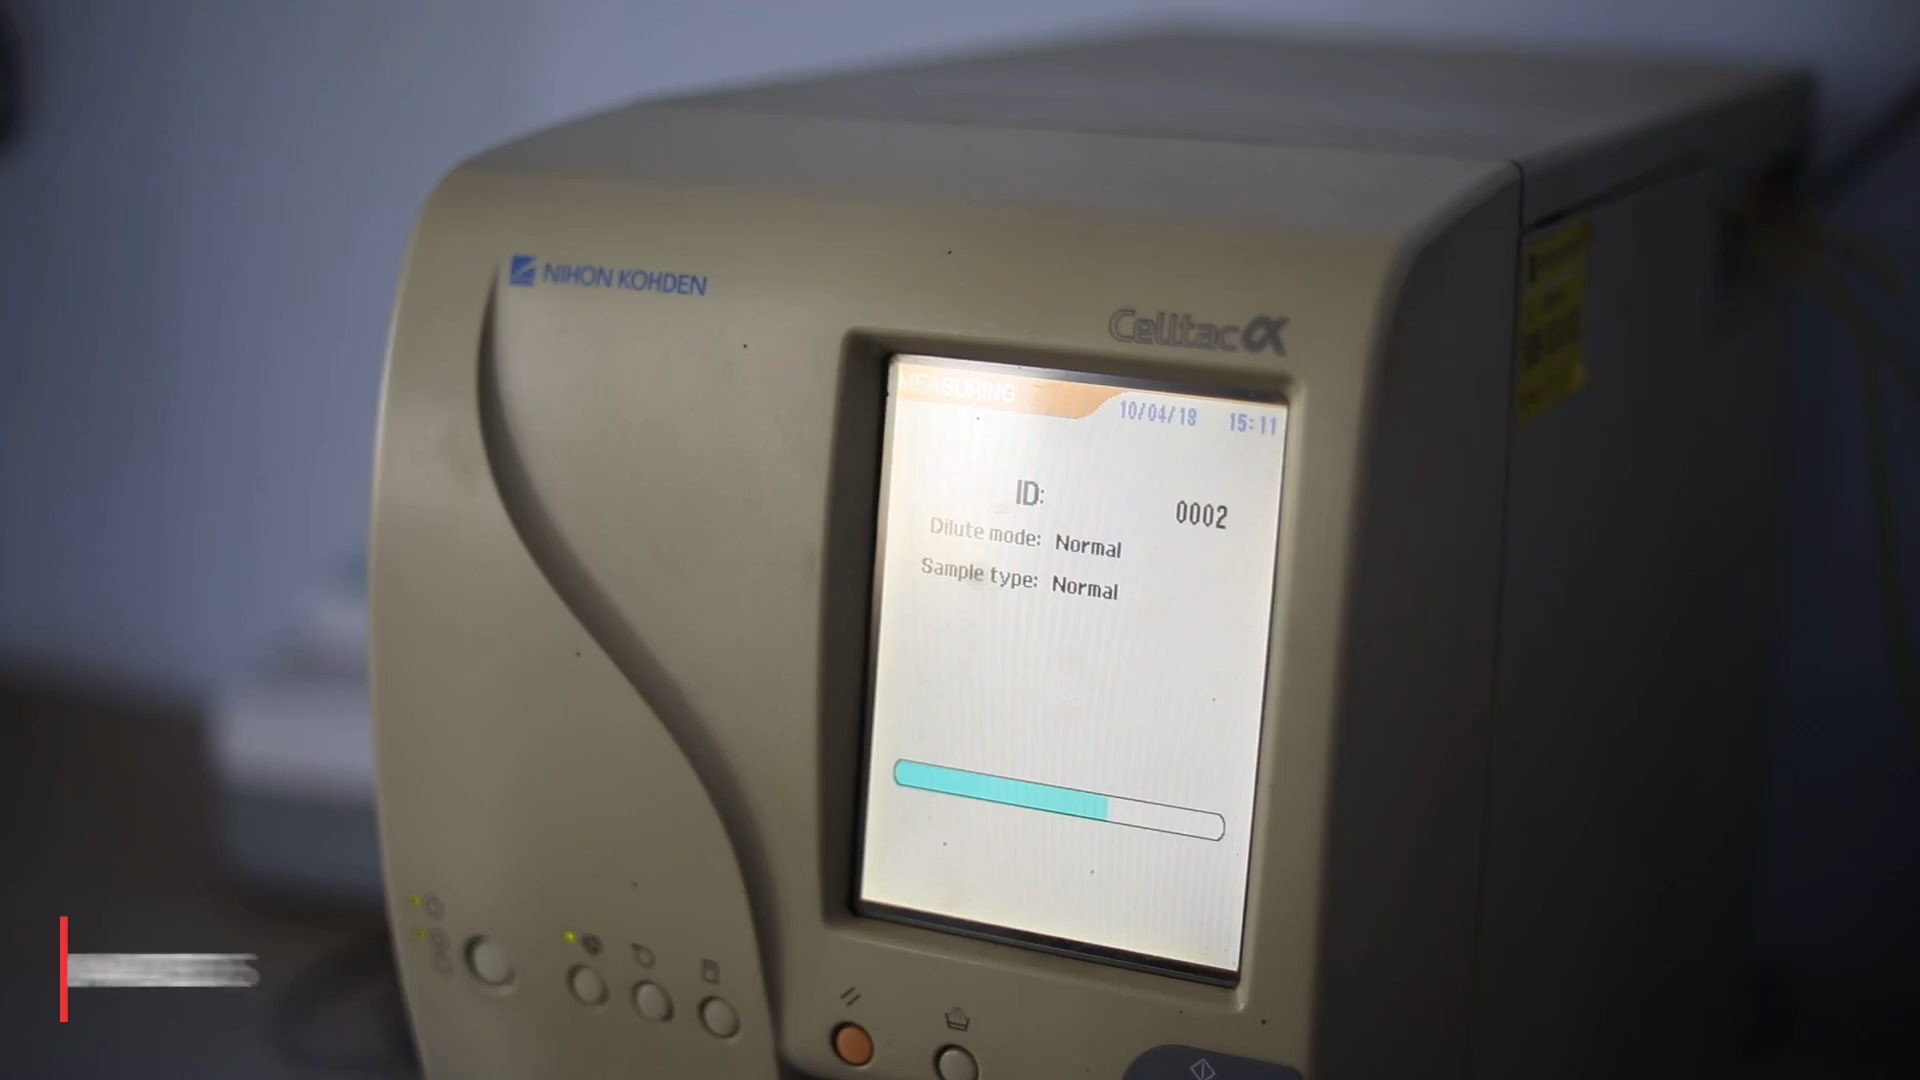 NIHON KOHDEN
Celltac α
MEASURING
10/04/18 15:11
ID: 0002
Dilute mode: Normal
Sample type: Normal